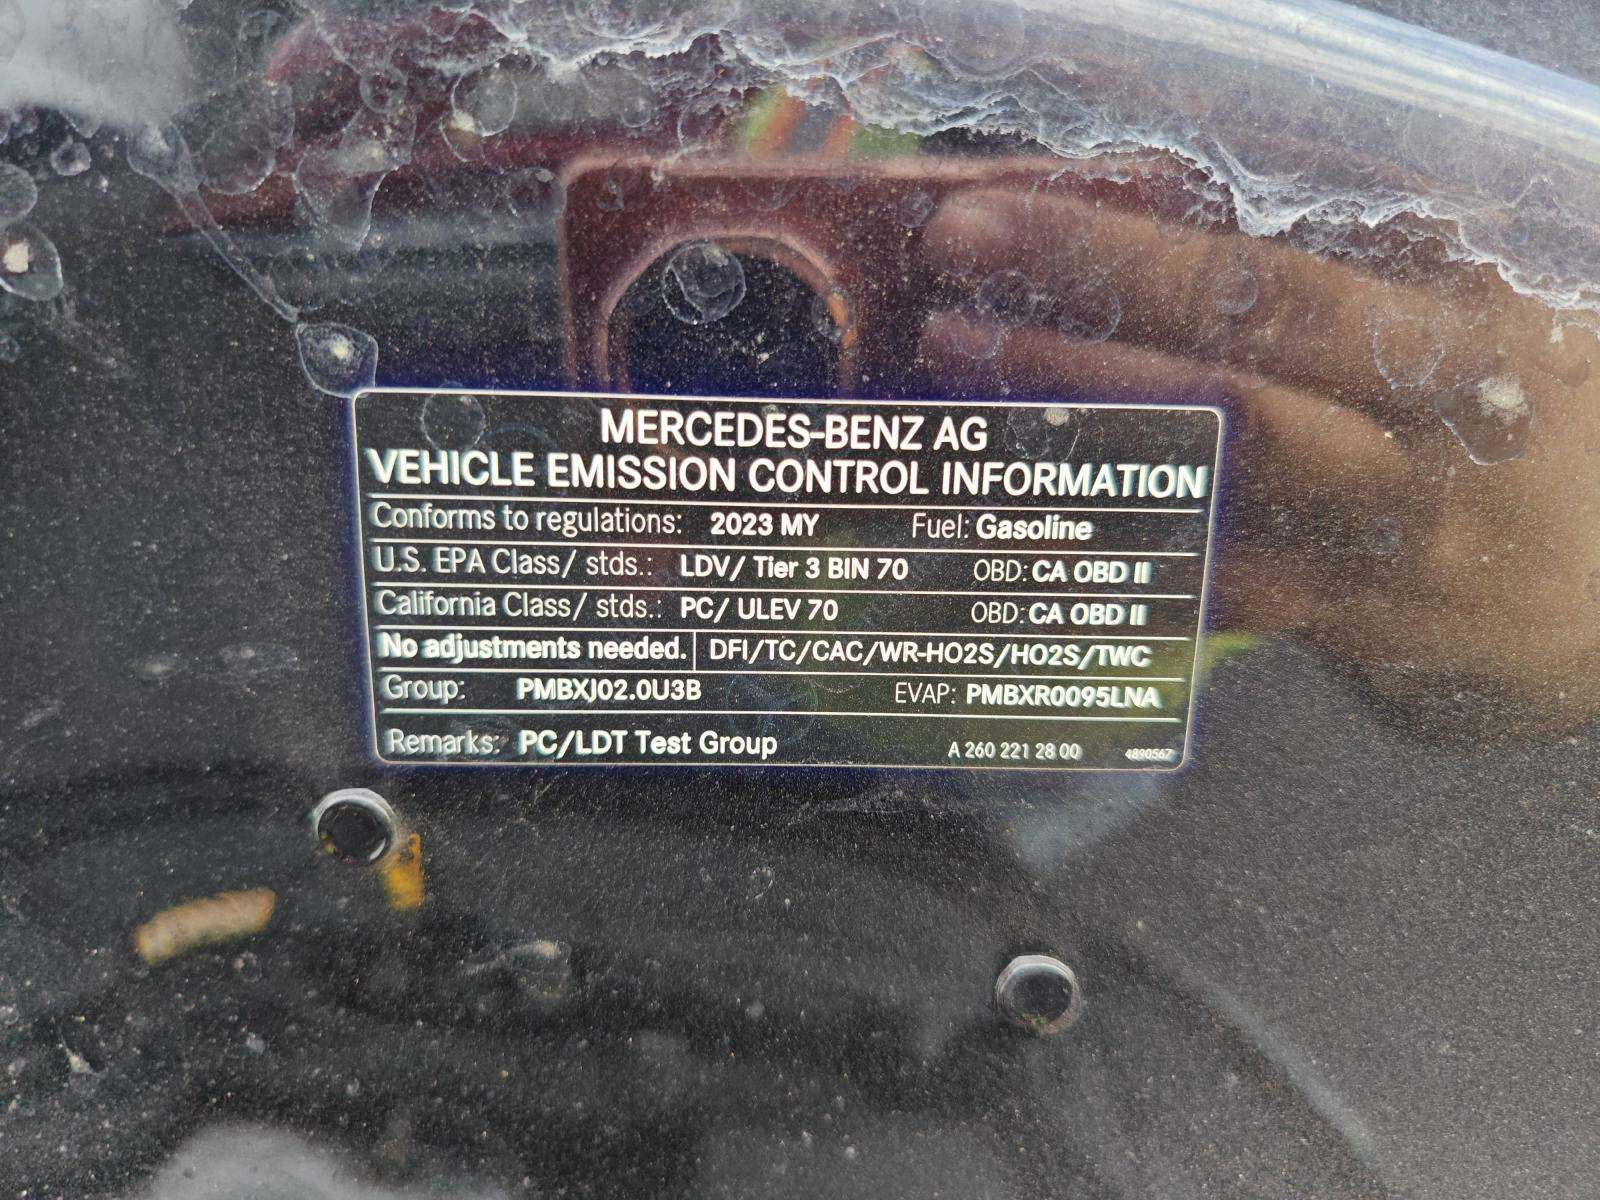 MERCEDES-BENZ AG
VEHICLE EMISSION CONTROL INFORMATION
Conforms to regulations: 2023 MY Fuel: Gasoline
U.S. EPA Class/ stds.: LDV/ Tier 3 BIN 70 OBD: CA OBD II
California Class/ stds.: PC/ ULEV 70 OBD: CA OBD II
No adjustments needed. DFI/TC/CAC/WR-HO2S/HO2S/TWC
Group: PMBXJ02.0U3B EVAP: PMBXR0095LNA
Remarks: PC/LDT Test Group A 260 221 28 00 4890567